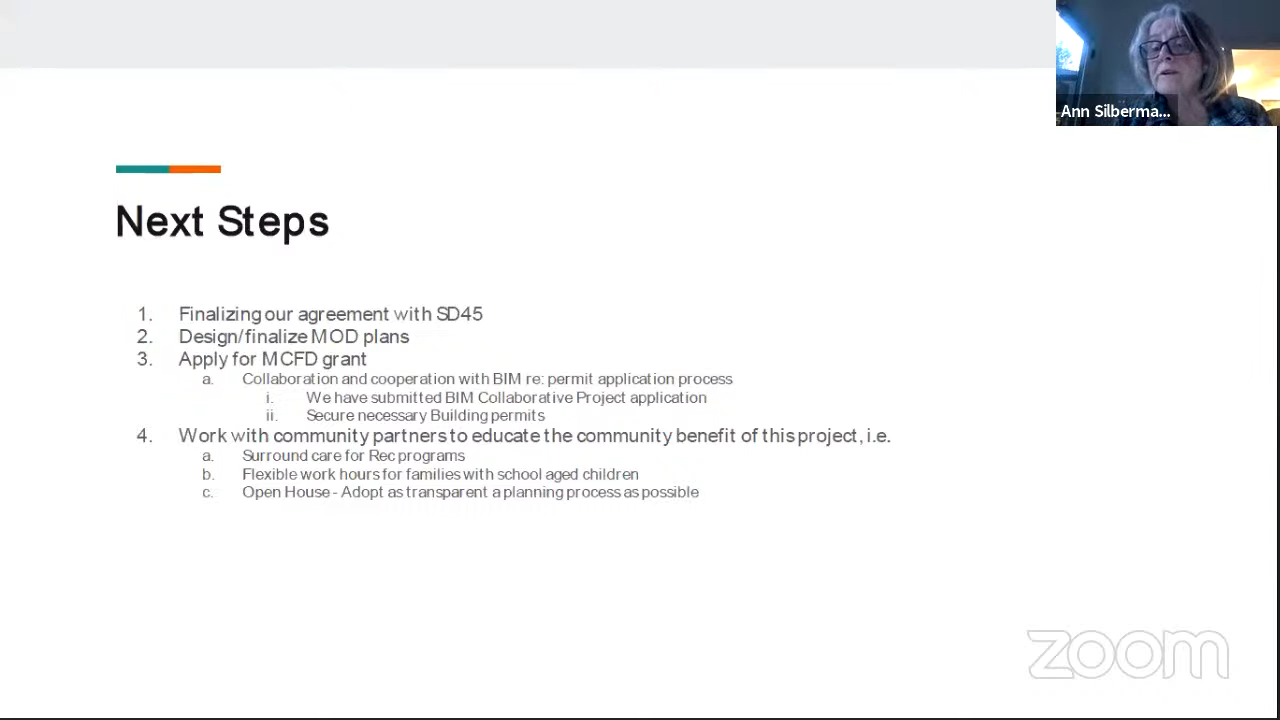 Ann Silberma...
Next Steps
1. Finalizing our agreement with SD45
2. Design/finalize MOD plans
3. Apply for MCFD grant
a. Collaboration and cooperation with BIM re: permit application process
i. We have submitted BIM Collaborative Project application
ii. Secure necessary Building permits
4. Work with community partners to educate the community benefit of this project, i.e.
a. Surround care for Rec programs
b. Flexible work hours for families with school aged children
c. Open House - Adopt as transparent a planning process as possible
zoom